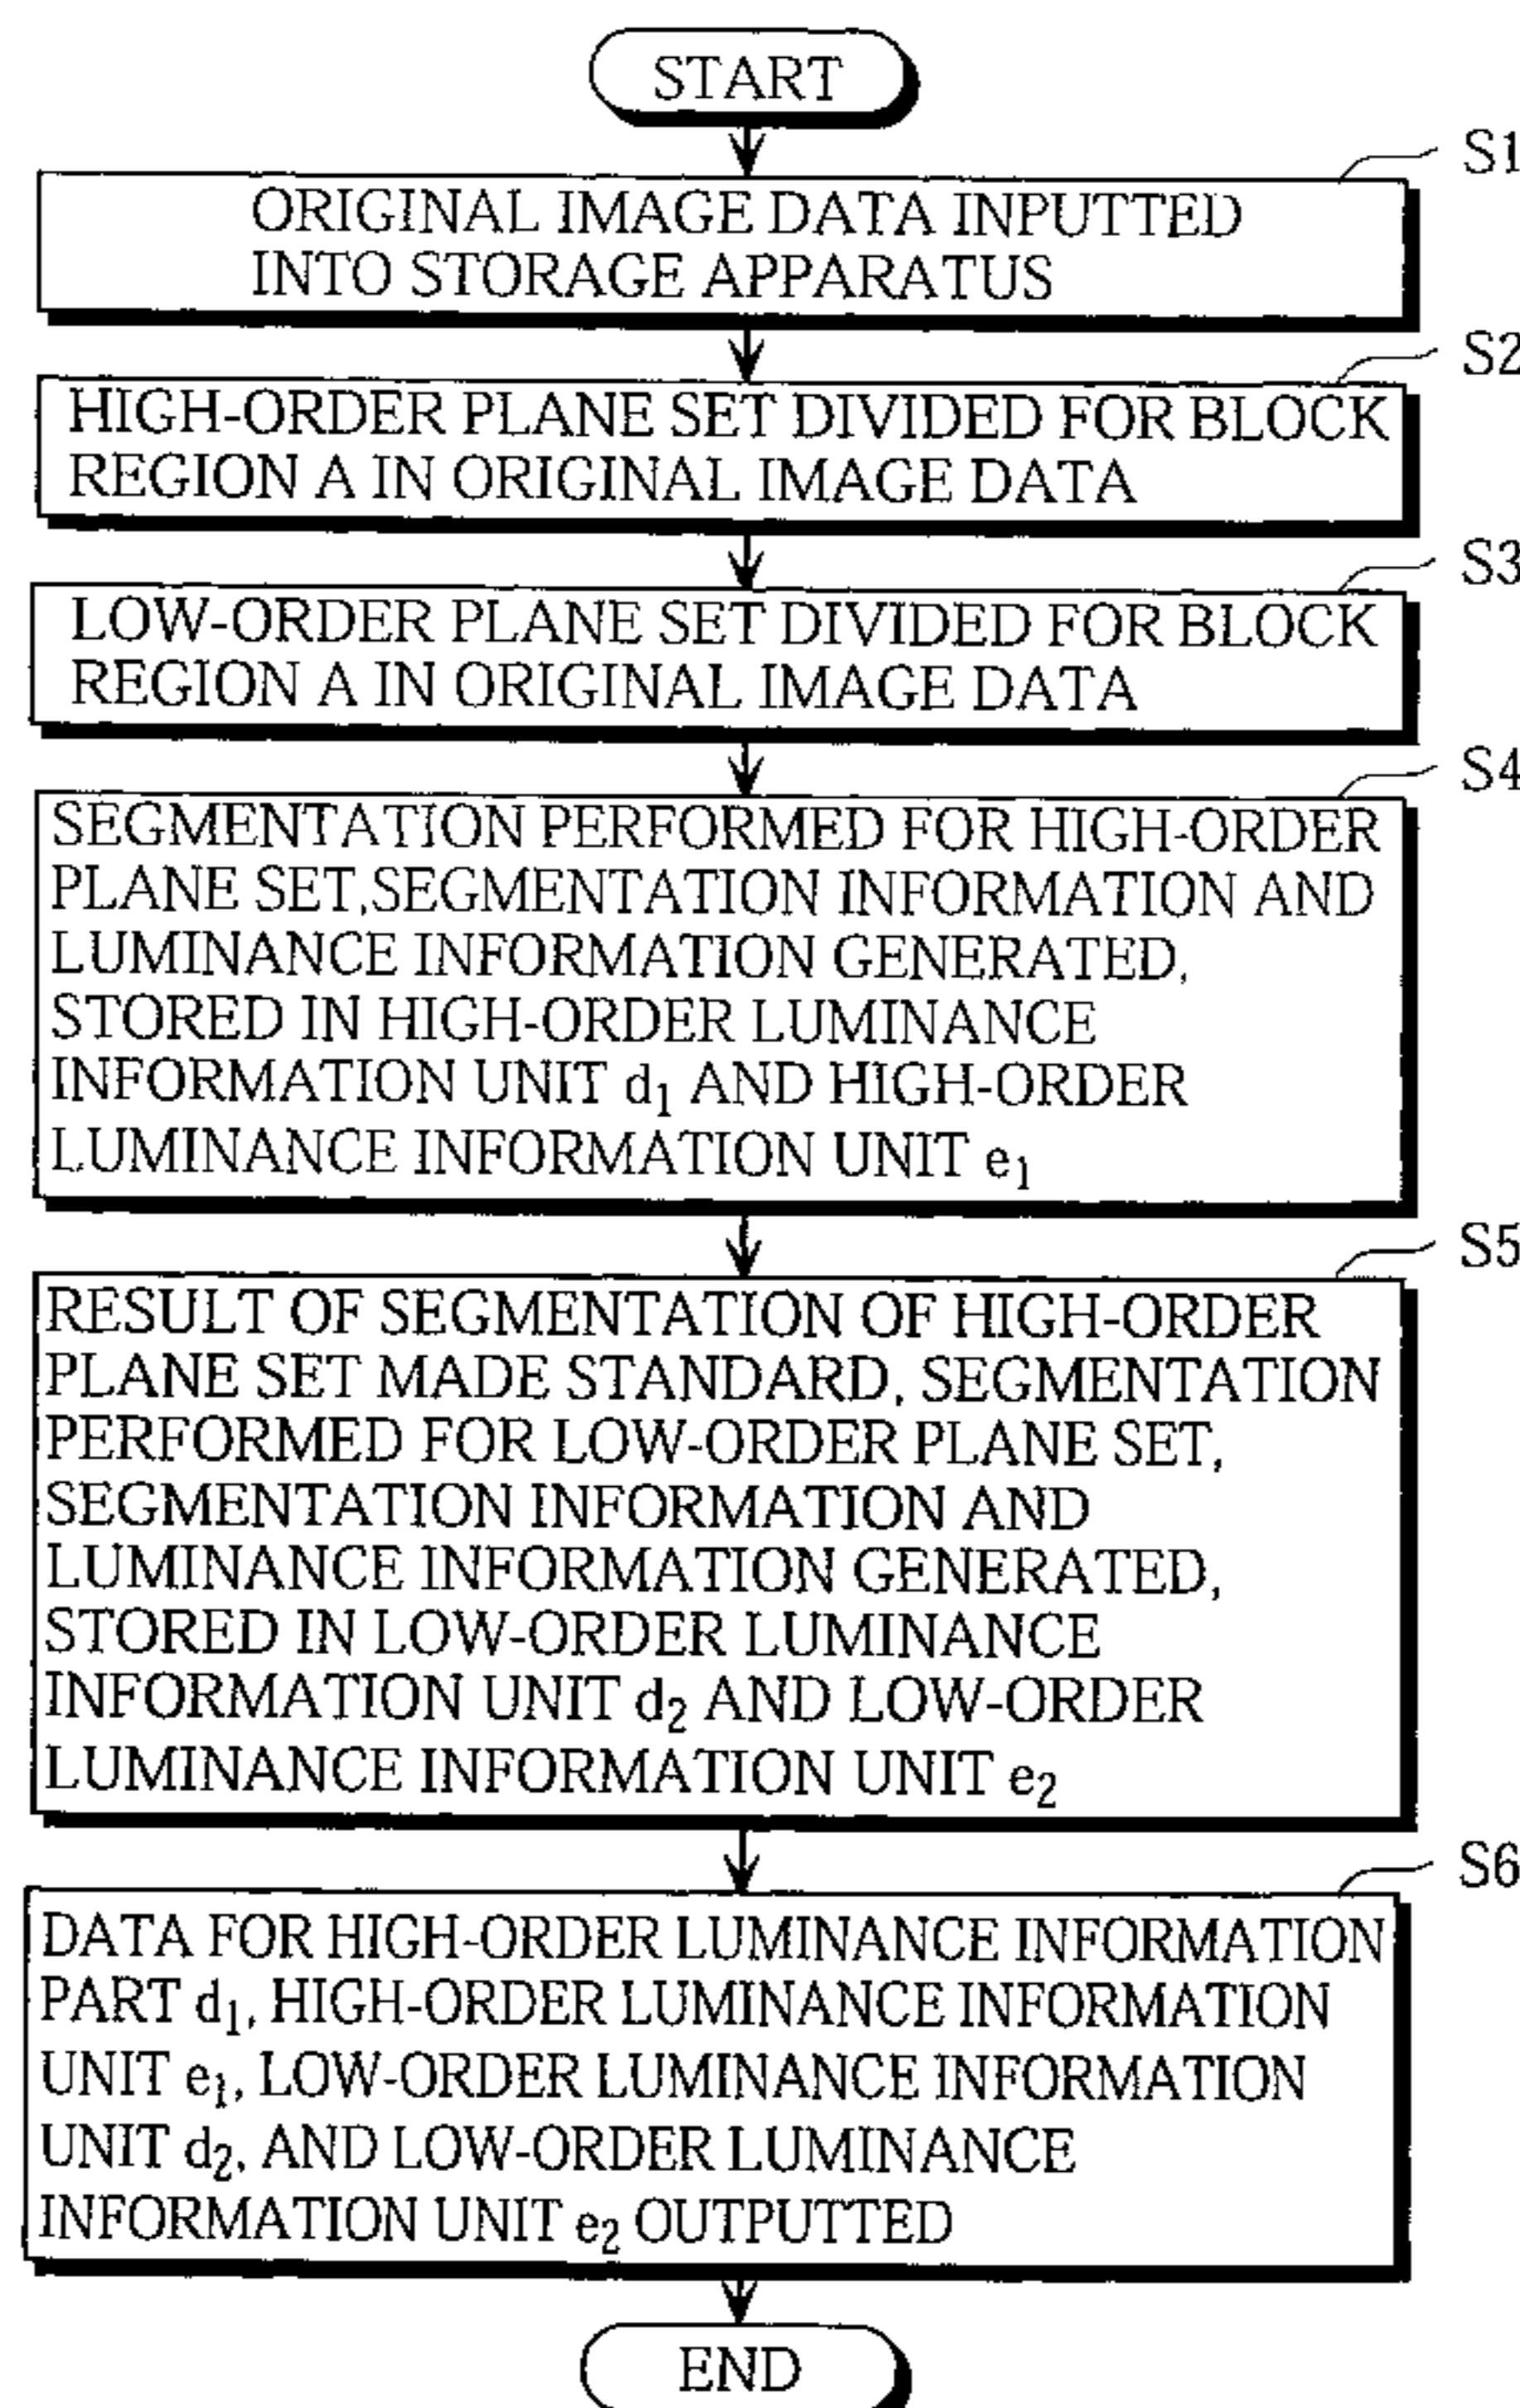 START
S1
ORIGINAL IMAGE DATA INPUTTED
INTO STORAGE APPARATUS
S2
HIGH-ORDER PLANE SET DIVIDED FOR BLOCK
REGION A IN ORIGINAL IMAGE DATA
S3
LOW-ORDER PLANE SET DIVIDED FOR BLOCK
REGION A IN ORIGINAL IMAGE DATA
S4
SEGMENTATION PERFORMED FOR HIGH-ORDER
PLANE SET,SEGMENTATION INFORMATION AND
LUMINANCE INFORMATION GENERATED,
STORED IN HIGH-ORDER LUMINANCE
INFORMATION UNIT d₁ AND HIGH-ORDER
LUMINANCE INFORMATION UNIT e₁
S5
RESULT OF SEGMENTATION OF HIGH-ORDER
PLANE SET MADE STANDARD, SEGMENTATION
PERFORMED FOR LOW-ORDER PLANE SET,
SEGMENTATION INFORMATION AND
LUMINANCE INFORMATION GENERATED,
STORED IN LOW-ORDER LUMINANCE
INFORMATION UNIT d₂ AND LOW-ORDER
LUMINANCE INFORMATION UNIT e₂
S6
DATA FOR HIGH-ORDER LUMINANCE INFORMATION
PART d₁, HIGH-ORDER LUMINANCE INFORMATION
UNIT e₁, LOW-ORDER LUMINANCE INFORMATION
UNIT d₂, AND LOW-ORDER LUMINANCE
INFORMATION UNIT e₂ OUTPUTTED
END